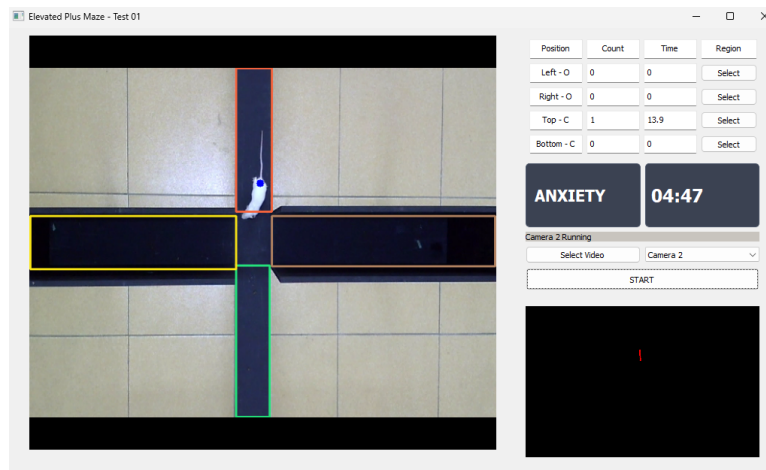 Elevated Plus Maze - Test 01
Position Count Time Region
Left - O 0 0 Select
Right - O 0 0 Select
Top - C 1 13.9 Select
Bottom - C 0 0 Select
ANXIETY 04:47
Camera 2 Running
Select Video Camera 2
START